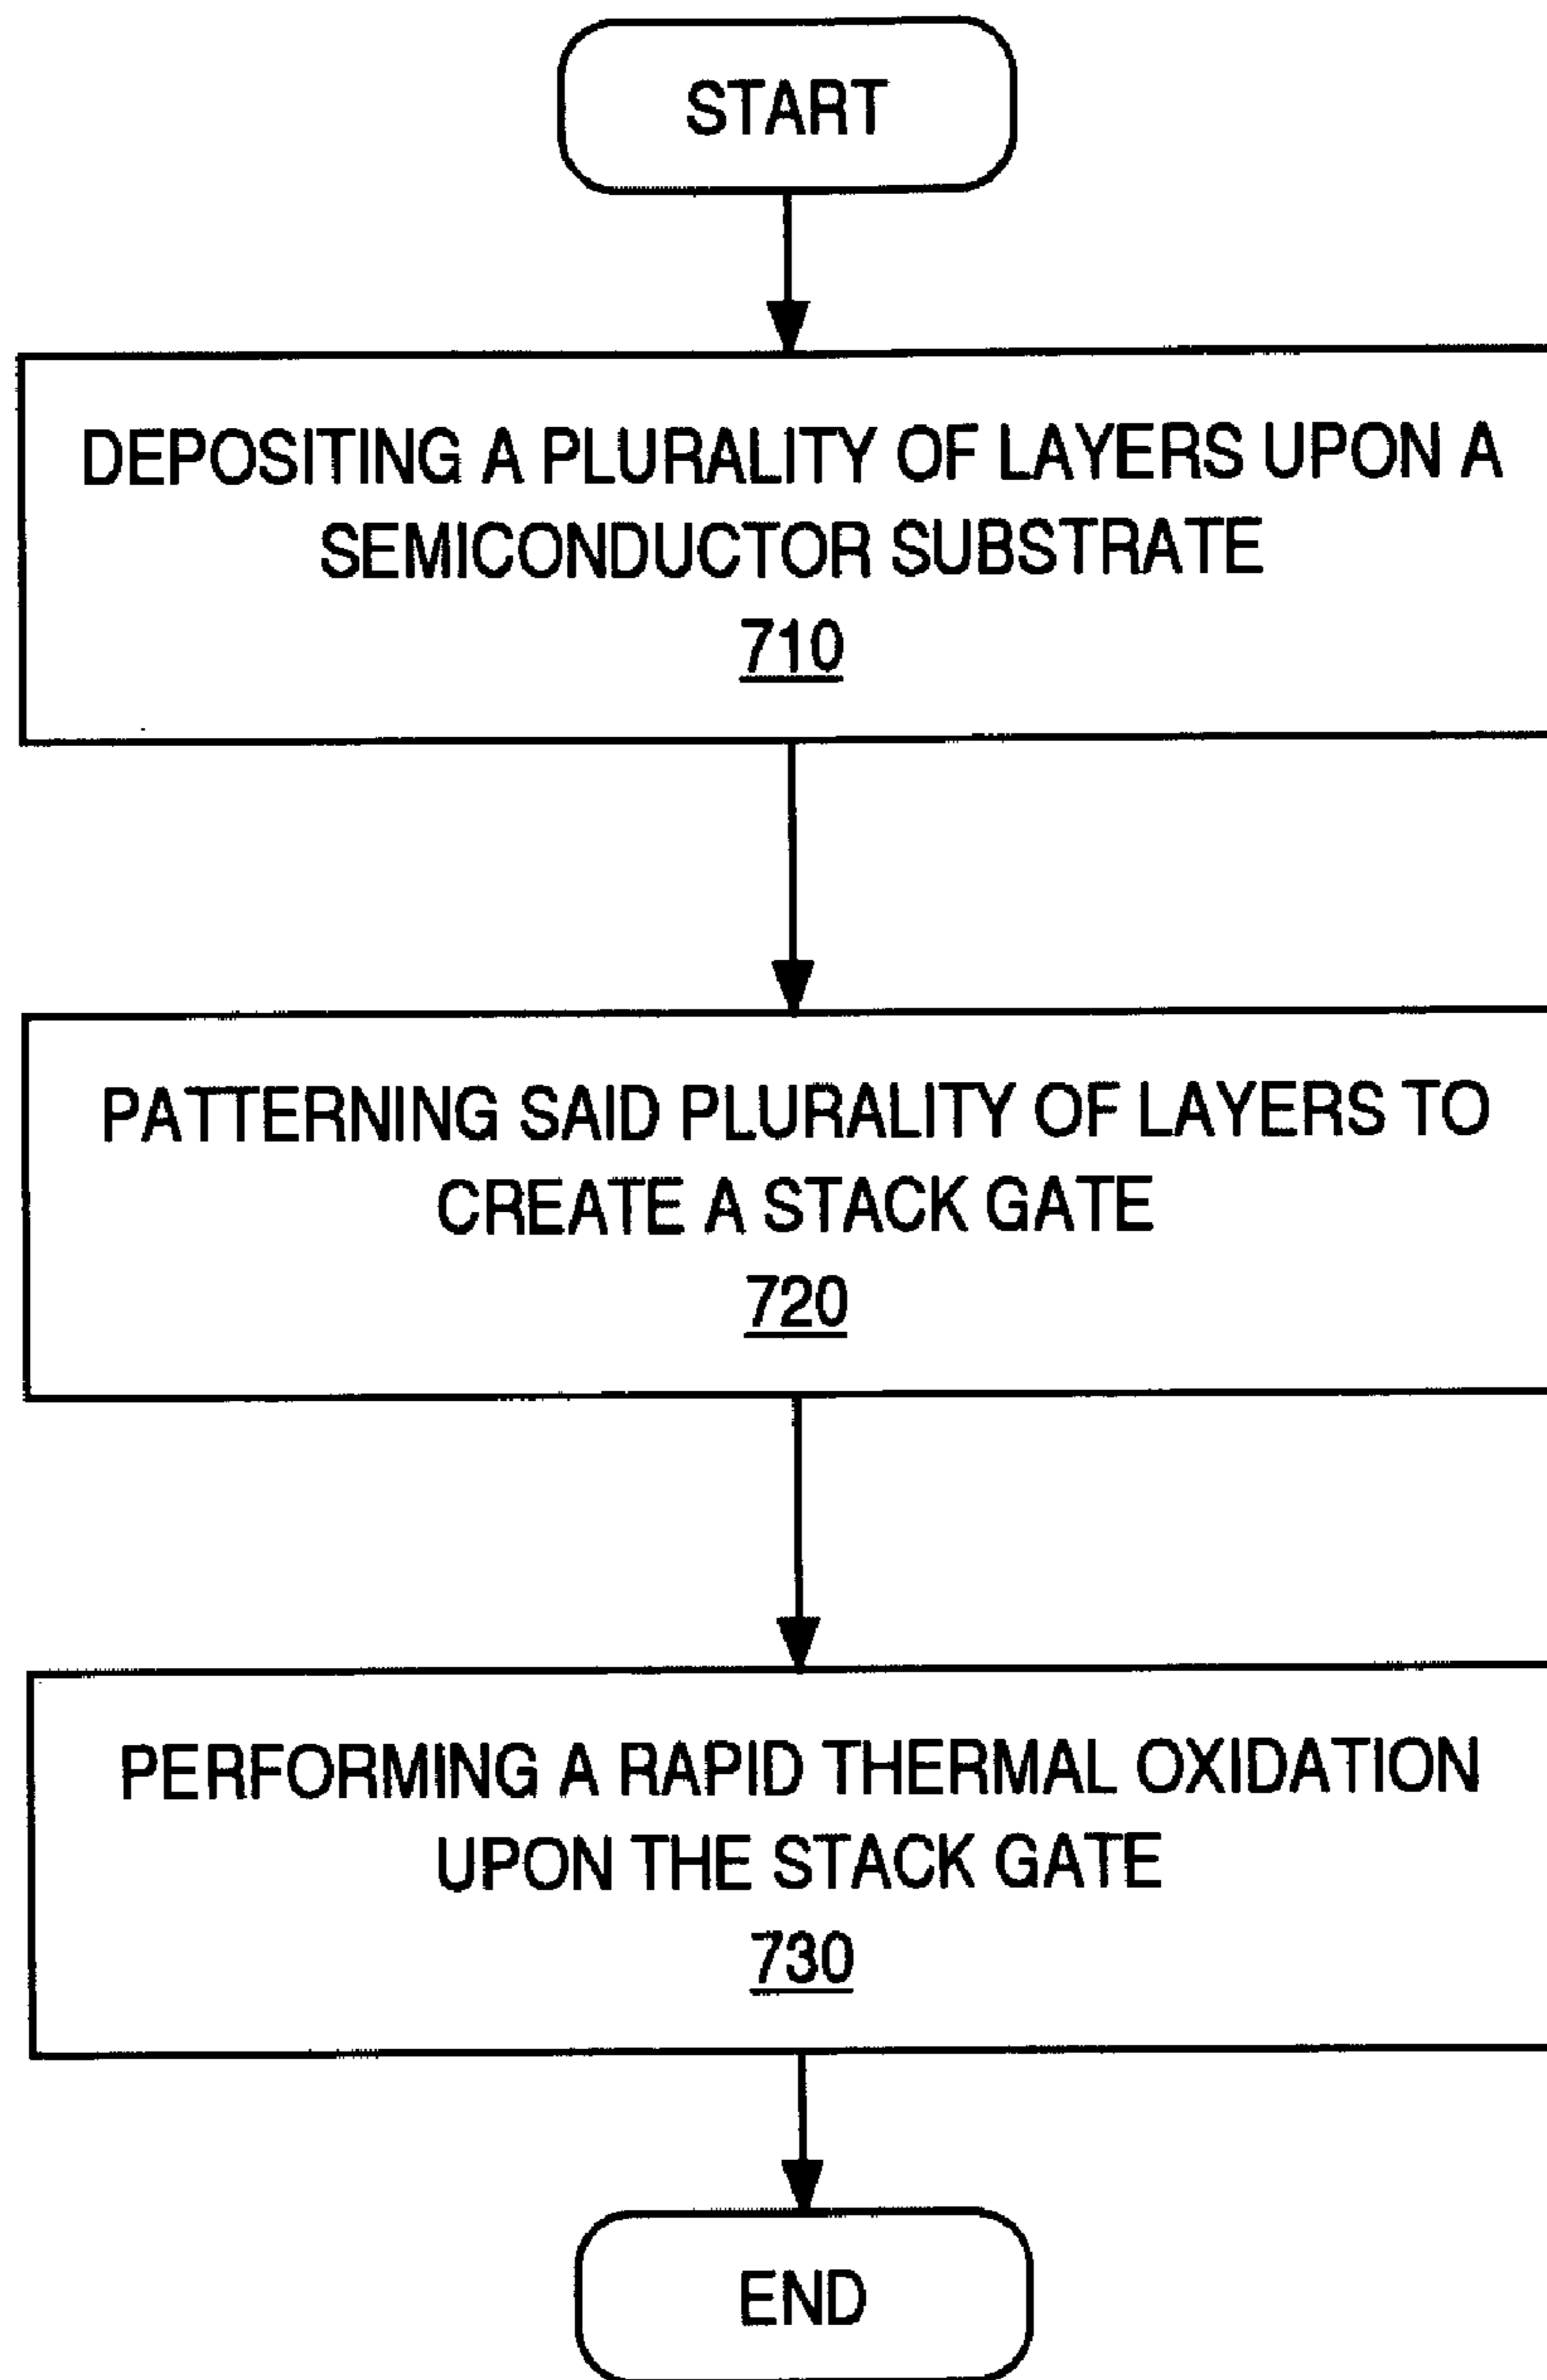 START
DEPOSITING A PLURALITY OF LAYERS UPON A
SEMICONDUCTOR SUBSTRATE
710
PATTERNING SAID PLURALITY OF LAYERS TO
CREATE A STACK GATE
720
PERFORMING A RAPID THERMAL OXIDATION
UPON THE STACK GATE
730
END